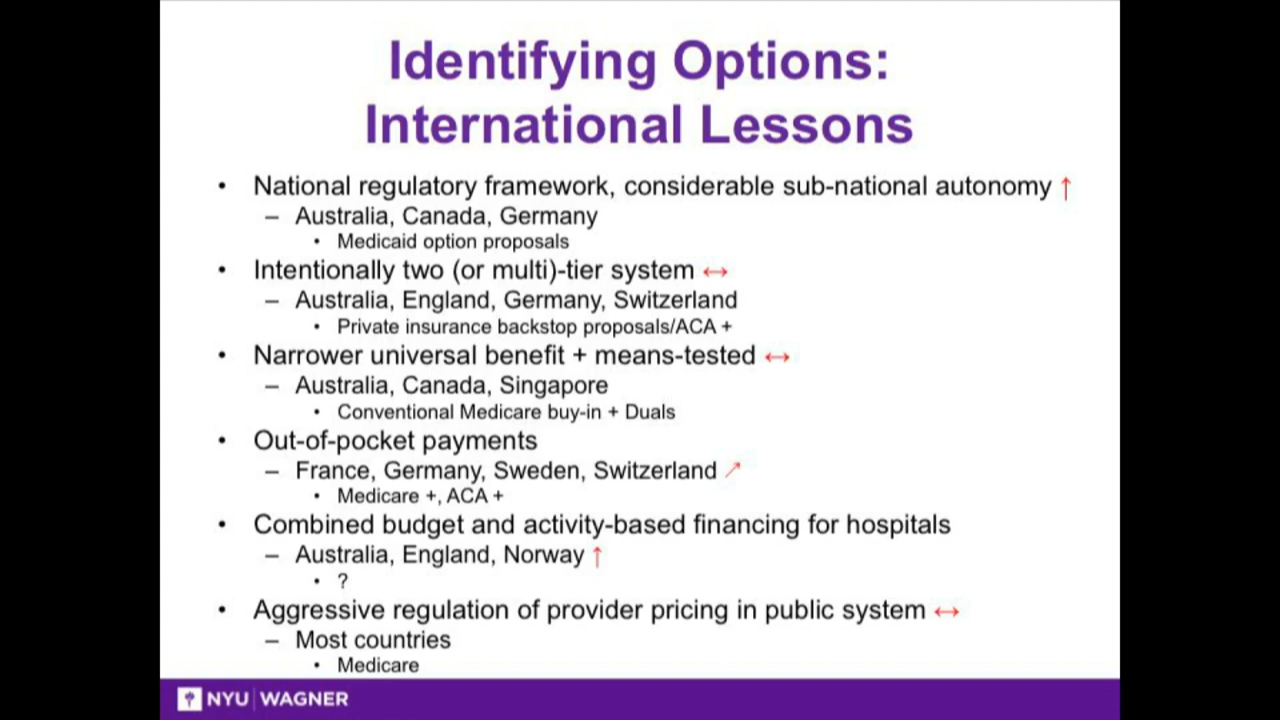 Identifying Options:
International Lessons
• National regulatory framework, considerable sub-national autonomy ↑
– Australia, Canada, Germany
• Medicaid option proposals
• Intentionally two (or multi)-tier system ↔
– Australia, England, Germany, Switzerland
• Private insurance backstop proposals/ACA +
• Narrower universal benefit + means-tested ↔
– Australia, Canada, Singapore
• Conventional Medicare buy-in + Duals
• Out-of-pocket payments
– France, Germany, Sweden, Switzerland ↗
• Medicare +, ACA +
• Combined budget and activity-based financing for hospitals
– Australia, England, Norway ↑
• ?
• Aggressive regulation of provider pricing in public system ↔
– Most countries
• Medicare
NYU | WAGNER